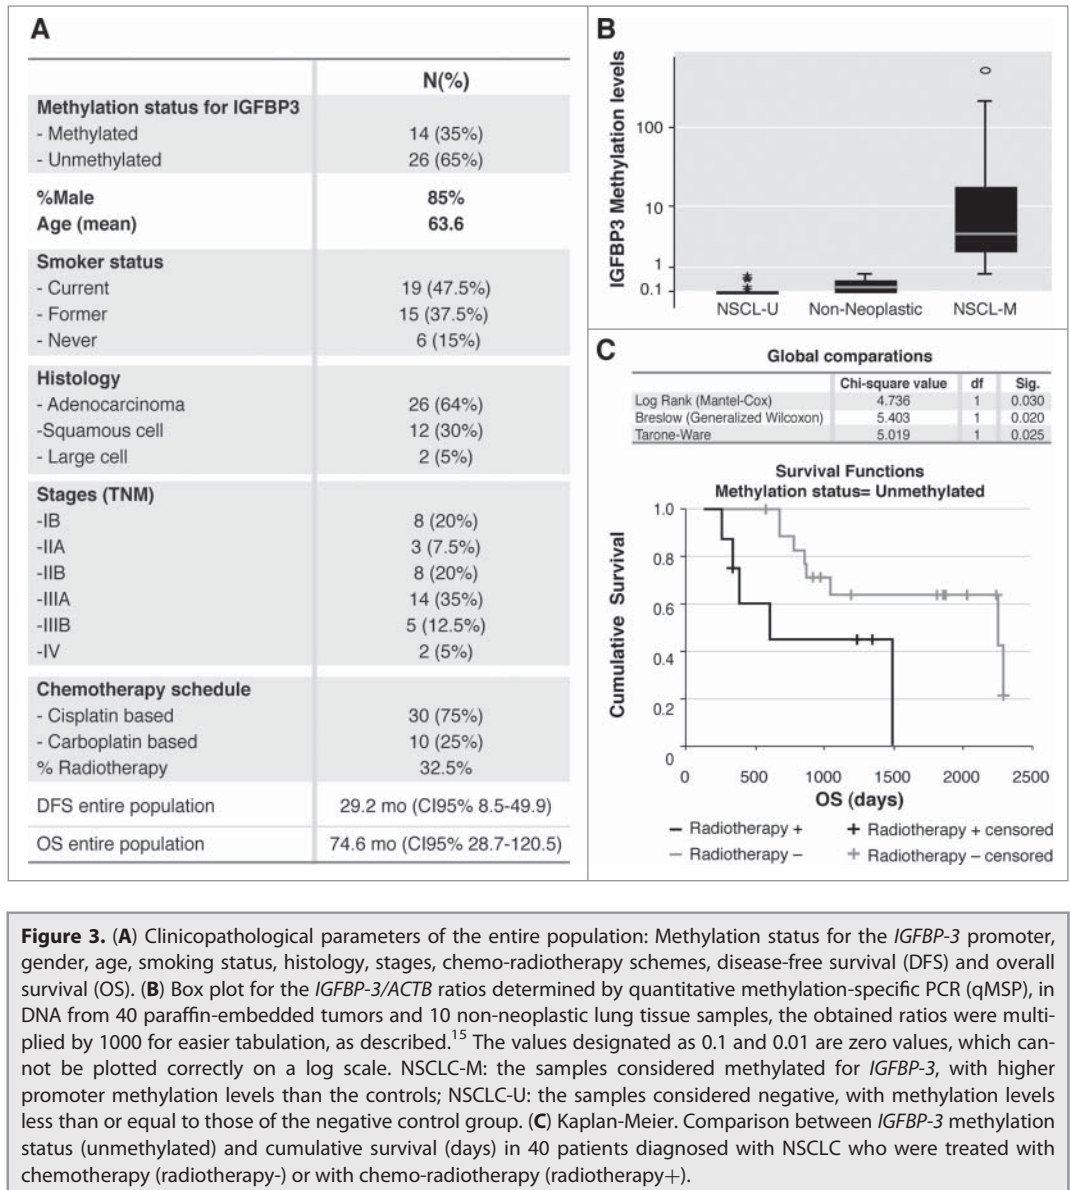 A
N(%)
Methylation status for IGFBP3
- Methylated 14 (35%)
- Unmethylated 26 (65%)
%Male 85%
Age (mean) 63.6
Smoker status
- Current 19 (47.5%)
- Former 15 (37.5%)
- Never 6 (15%)
Histology
- Adenocarcinoma 26 (64%)
-Squamous cell 12 (30%)
- Large cell 2 (5%)
Stages (TNM)
-IB 8 (20%)
-IIA 3 (7.5%)
-IIB 8 (20%)
-IIIA 14 (35%)
-IIIB 5 (12.5%)
-IV 2 (5%)
Chemotherapy schedule
- Cisplatin based 30 (75%)
- Carboplatin based 10 (25%)
% Radiotherapy 32.5%
DFS entire population 29.2 mo (CI95% 8.5-49.9)
OS entire population 74.6 mo (CI95% 28.7-120.5)
B
IGFBP3 Methylation levels
100
10
1
0.1
NSCL-U Non-Neoplastic NSCL-M
C
Global comparations
Chi-square value df Sig.
Log Rank (Mantel-Cox) 4.736 1 0.030
Breslow (Generalized Wilcoxon) 5.403 1 0.020
Tarone-Ware 5.019 1 0.025
Survival Functions
Methylation status= Unmethylated
Cumulative Survival
1.0
0.8
0.6
0.4
0.2
0
0 500 1000 1500 2000 2500
OS (days)
Radiotherapy + Radiotherapy + censored
Radiotherapy – Radiotherapy – censored
Figure 3. (A) Clinicopathological parameters of the entire population: Methylation status for the IGFBP-3 promoter,
gender, age, smoking status, histology, stages, chemo-radiotherapy schemes, disease-free survival (DFS) and overall
survival (OS). (B) Box plot for the IGFBP-3/ACTB ratios determined by quantitative methylation-specific PCR (qMSP), in
DNA from 40 paraffin-embedded tumors and 10 non-neoplastic lung tissue samples, the obtained ratios were multi-
plied by 1000 for easier tabulation, as described.15 The values designated as 0.1 and 0.01 are zero values, which can-
not be plotted correctly on a log scale. NSCLC-M: the samples considered methylated for IGFBP-3, with higher
promoter methylation levels than the controls; NSCLC-U: the samples considered negative, with methylation levels
less than or equal to those of the negative control group. (C) Kaplan-Meier. Comparison between IGFBP-3 methylation
status (unmethylated) and cumulative survival (days) in 40 patients diagnosed with NSCLC who were treated with
chemotherapy (radiotherapy-) or with chemo-radiotherapy (radiotherapy+).